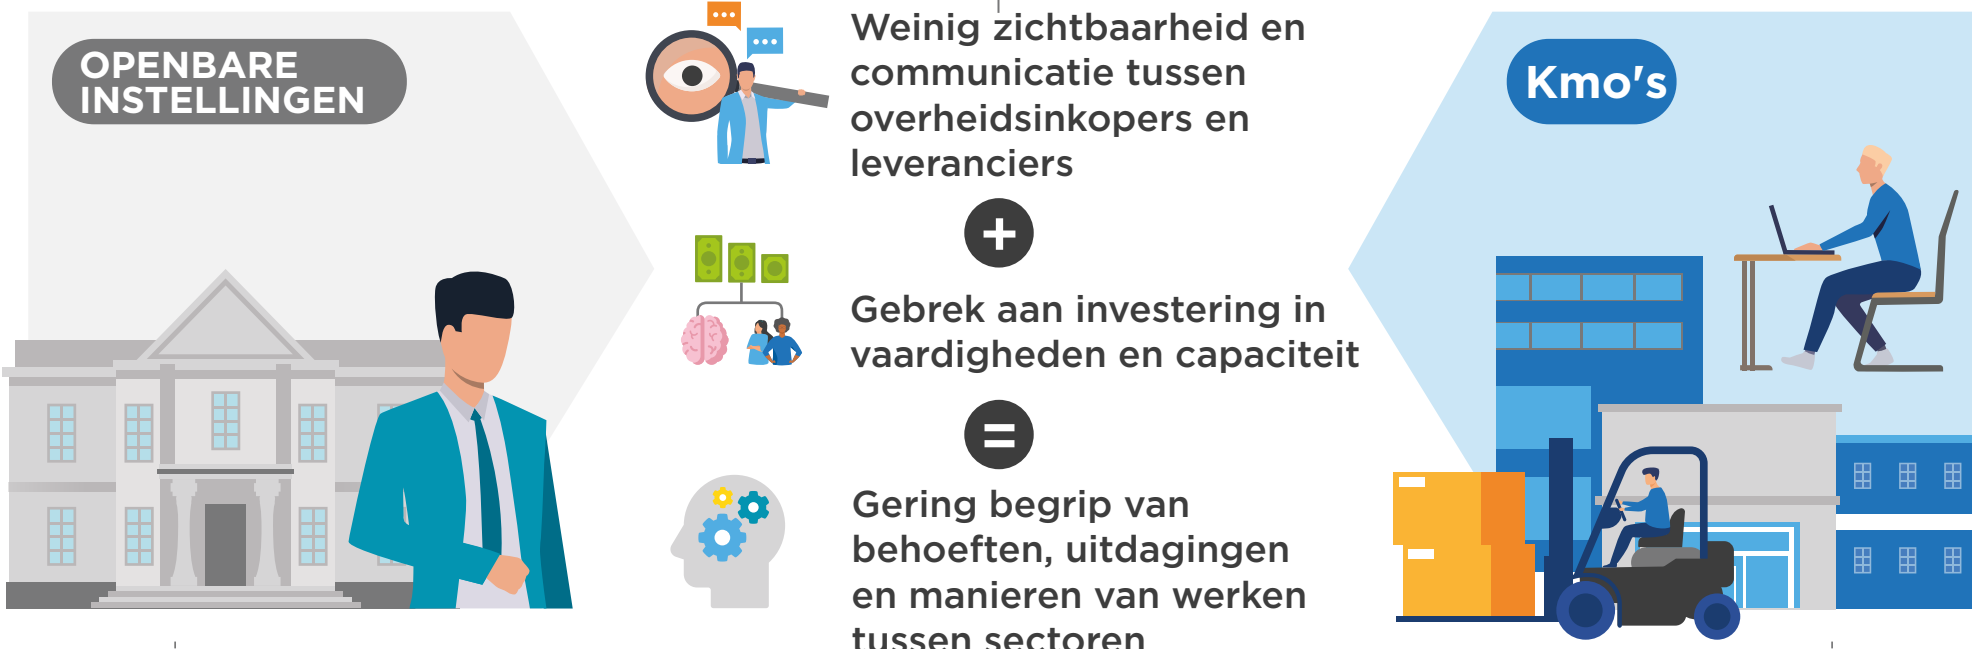 OPENBARE
INSTELLINGEN
Weinig zichtbaarheid en
communicatie tussen
overheidsinkopers en
leveranciers
+
Gebrek aan investering in
vaardigheden en capaciteit
=
Gering begrip van
behoeften, uitdagingen
en manieren van werken
tussen sectoren
Kmo's